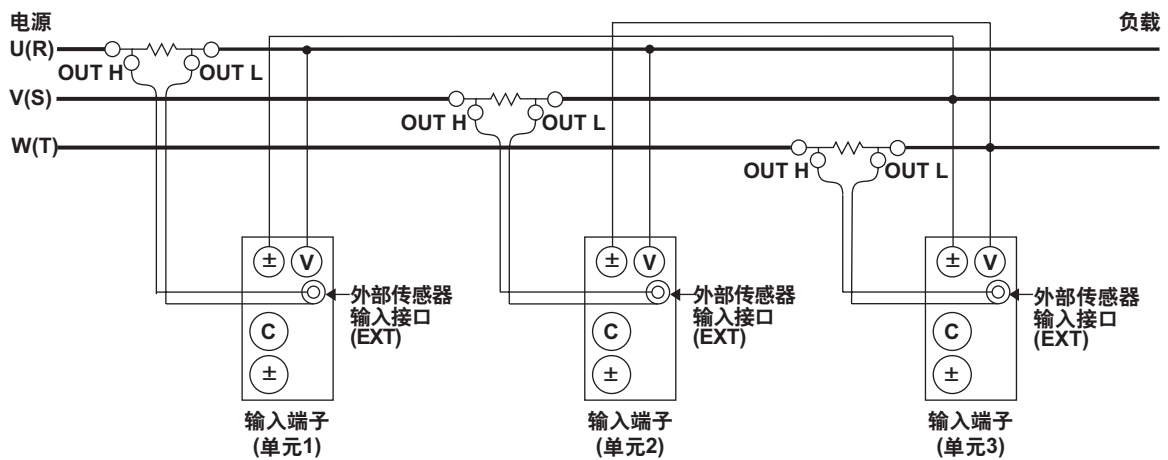 电源
负载
U(R)
OUT H
OUT L
V(S)
OUT H
OUT L
W(T)
OUT H
OUT L
±
V
外部传感器
输入接口
(EXT)
C
±
输入端子
(单元1)
±
V
外部传感器
输入接口
(EXT)
C
±
输入端子
(单元2)
±
V
外部传感器
输入接口
(EXT)
C
±
输入端子
(单元3)